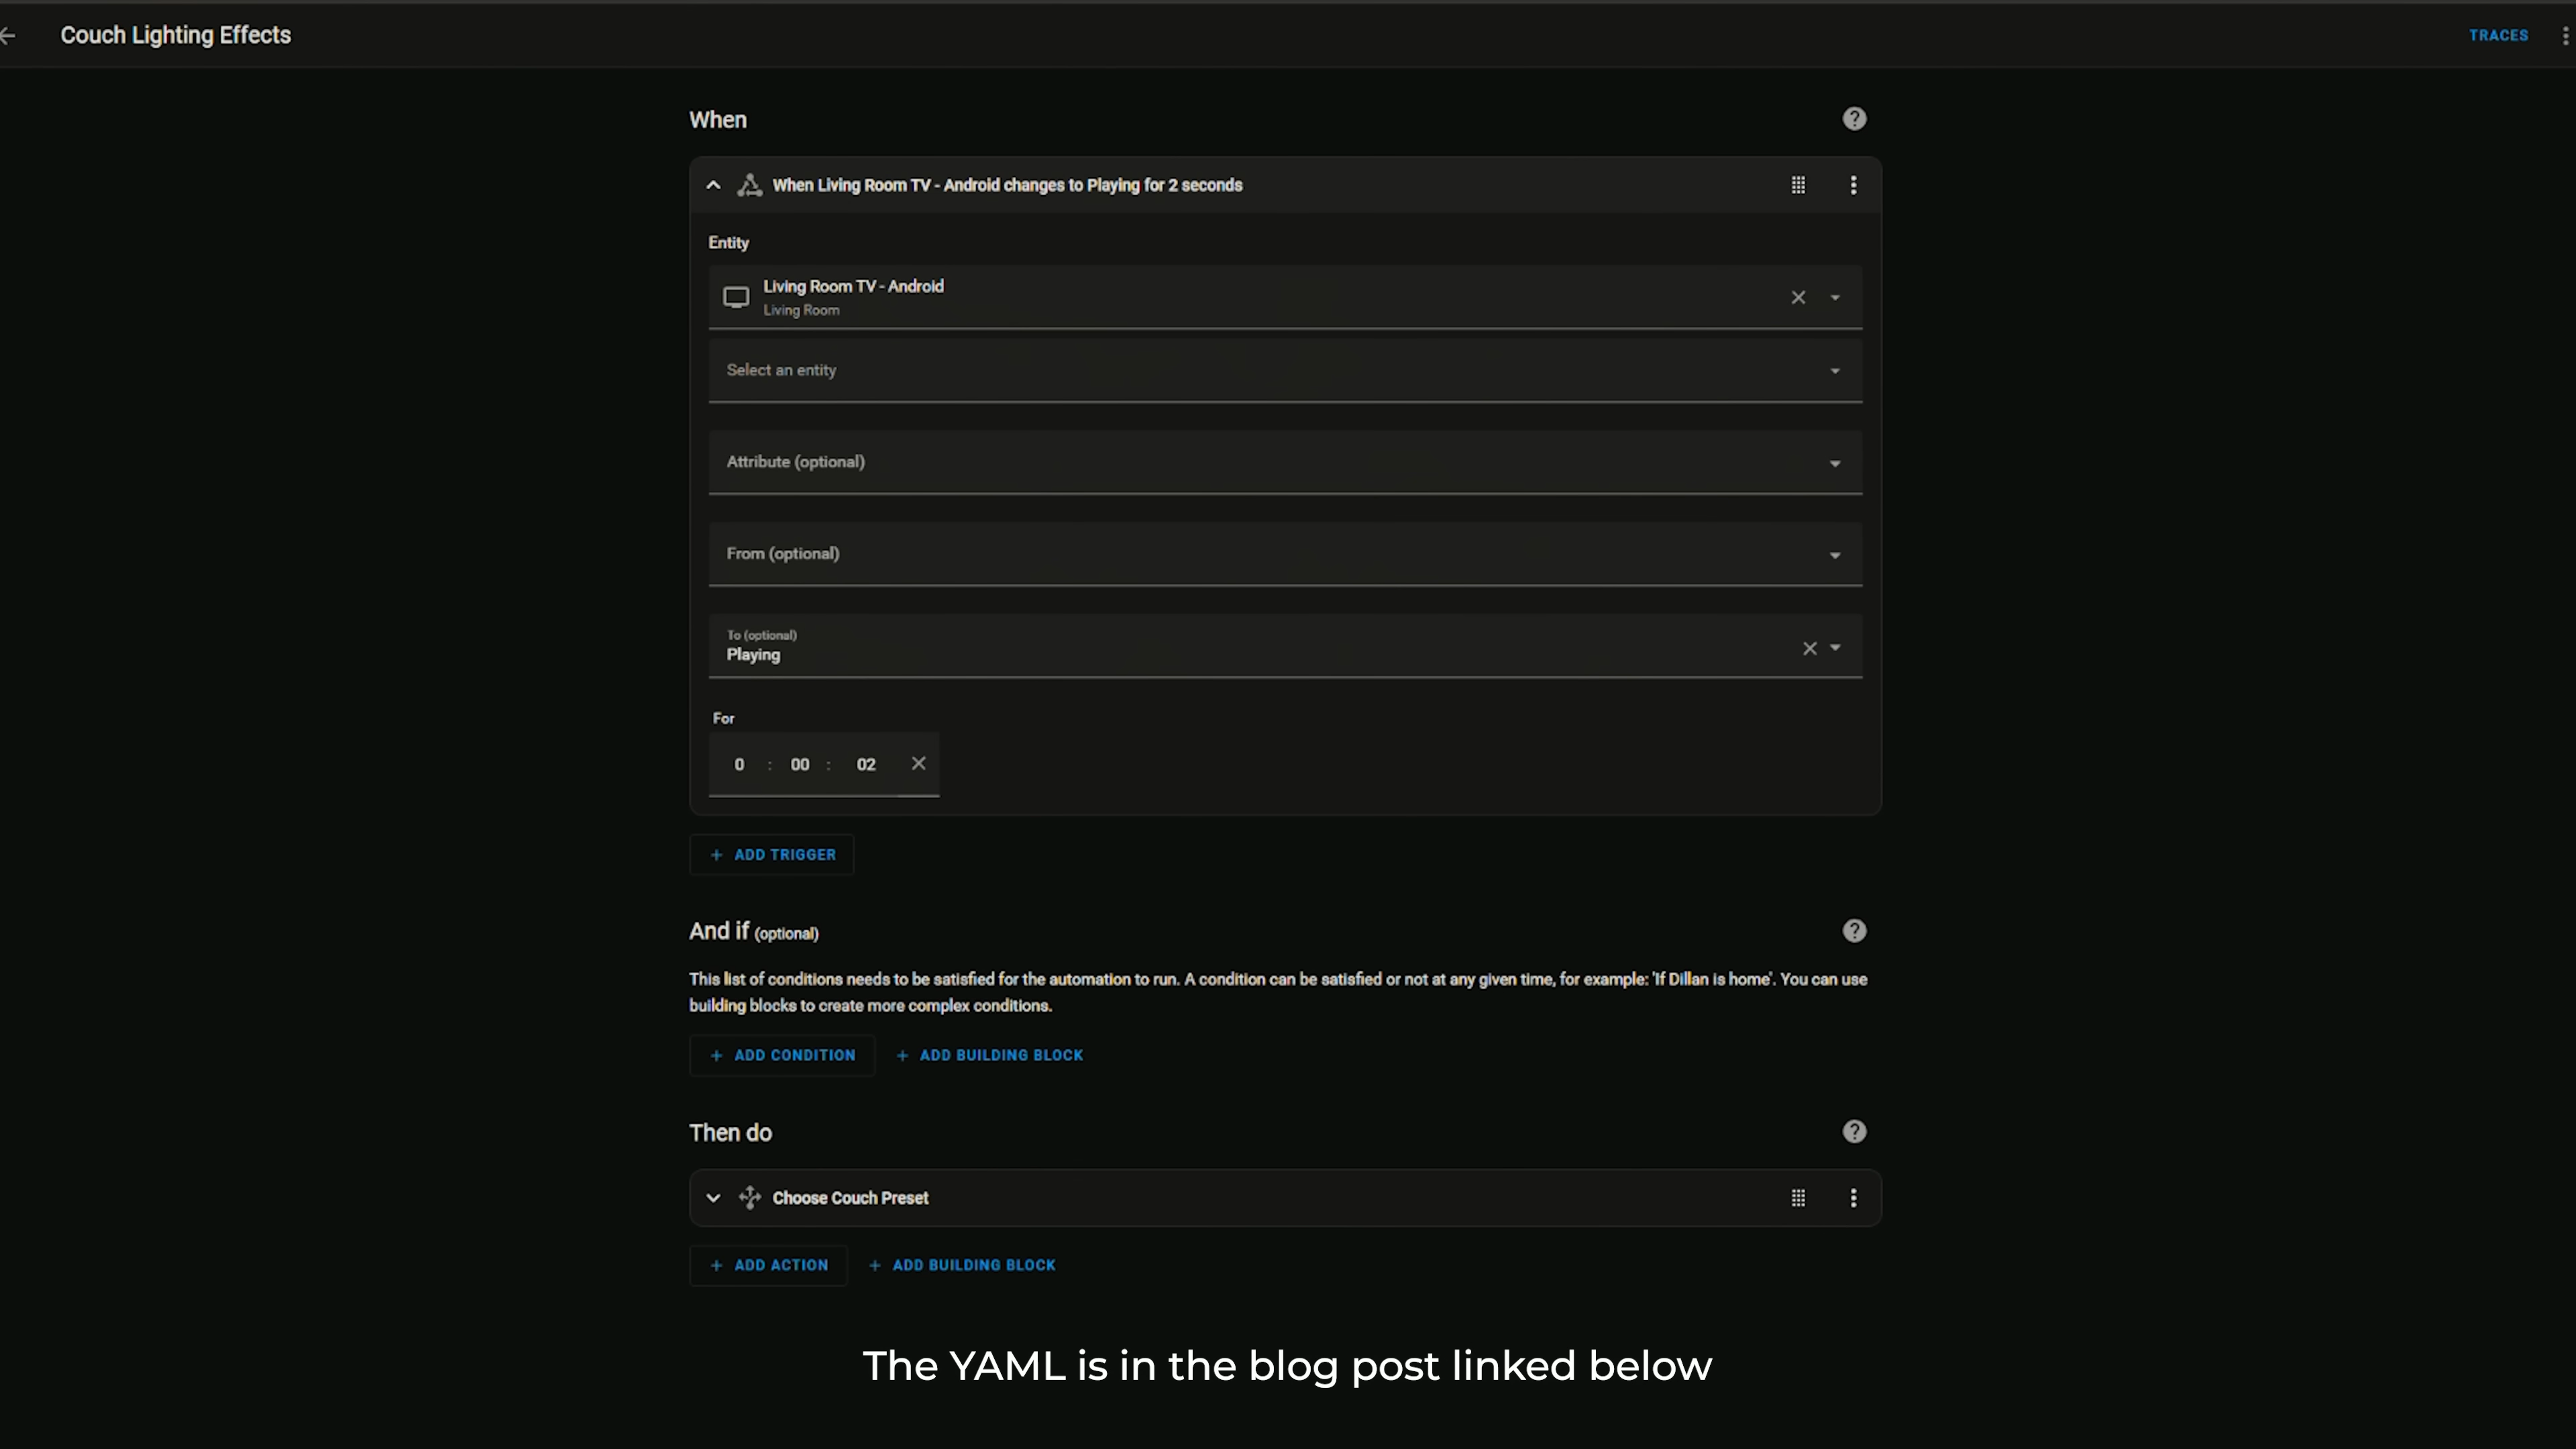 Couch Lighting Effects
TRACES
When
When Living Room TV - Android changes to Playing for 2 seconds
Entity
Living Room TV - Android
Living Room
Select an entity
Attribute (optional)
From (optional)
To (optional)
Playing
For
0 : 00 : 02
+ ADD TRIGGER
And if (optional)
This list of conditions needs to be satisfied for the automation to run. A condition can be satisfied or not at any given time, for example: 'If Dillan is home'. You can use
building blocks to create more complex conditions.
+ ADD CONDITION + ADD BUILDING BLOCK
Then do
Choose Couch Preset
+ ADD ACTION + ADD BUILDING BLOCK
The YAML is in the blog post linked below